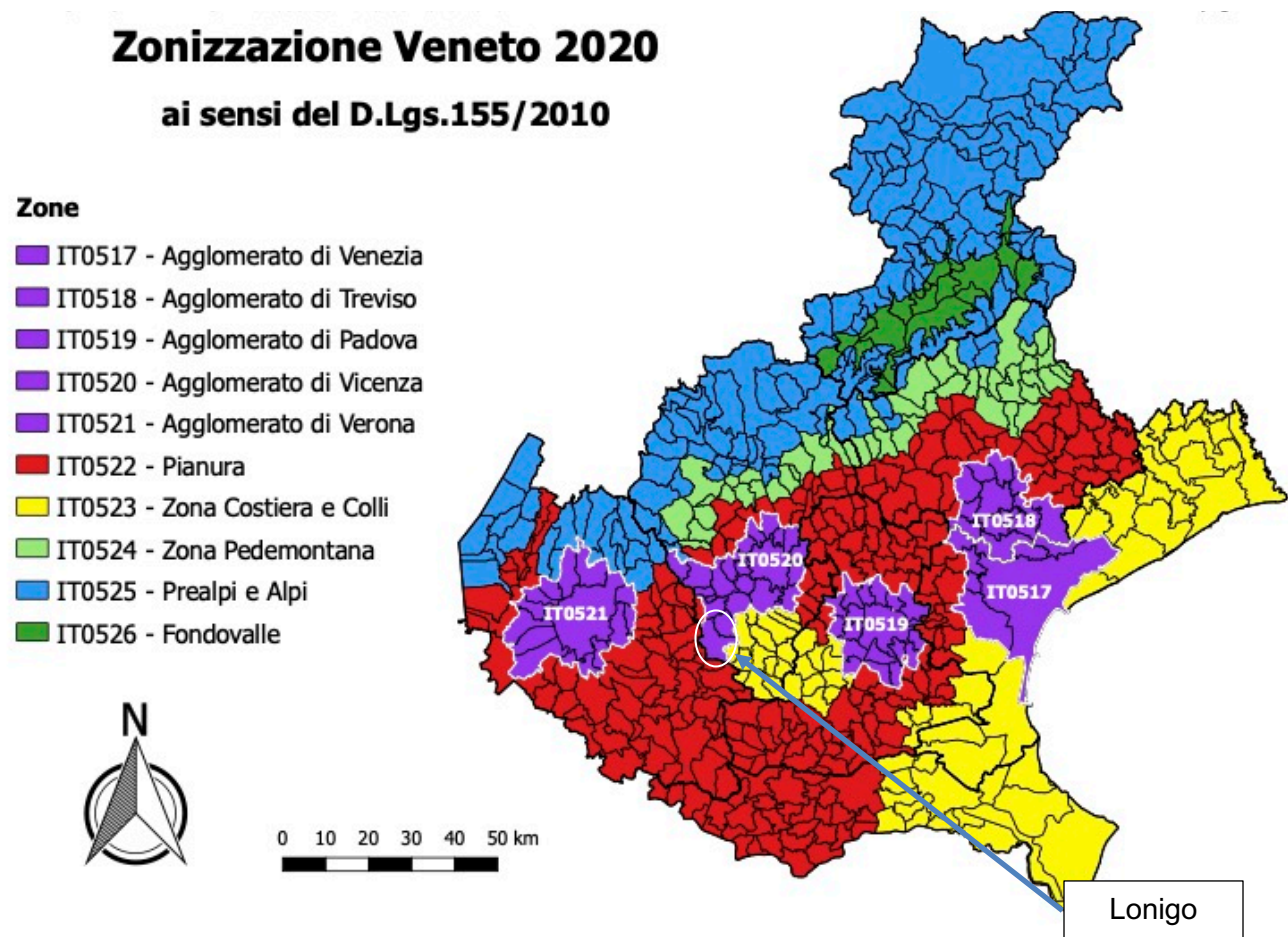 Zonizzazione Veneto 2020
ai sensi del D.Lgs.155/2010
Zone
IT0517 - Agglomerato di Venezia
IT0518 - Agglomerato di Treviso
IT0519 - Agglomerato di Padova
IT0520 - Agglomerato di Vicenza
IT0521 - Agglomerato di Verona
IT0522 - Pianura
IT0523 - Zona Costiera e Colli
IT0524 - Zona Pedemontana
IT0525 - Prealpi e Alpi
IT0526 - Fondovalle
IT0518
IT0520
IT0517
IT0521
IT0519
N
0 10 20 30 40 50 km
Lonigo